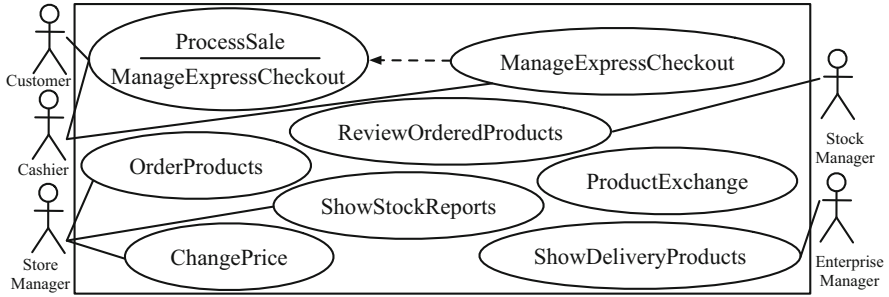 ProcessSale
ManageExpressCheckout
ManageExpressCheckout
Customer
ReviewOrderedProducts
Stock
Manager
Cashier
OrderProducts
ProductExchange
ShowStockReports
Store
Manager
ChangePrice
ShowDeliveryProducts
Enterprise
Manager